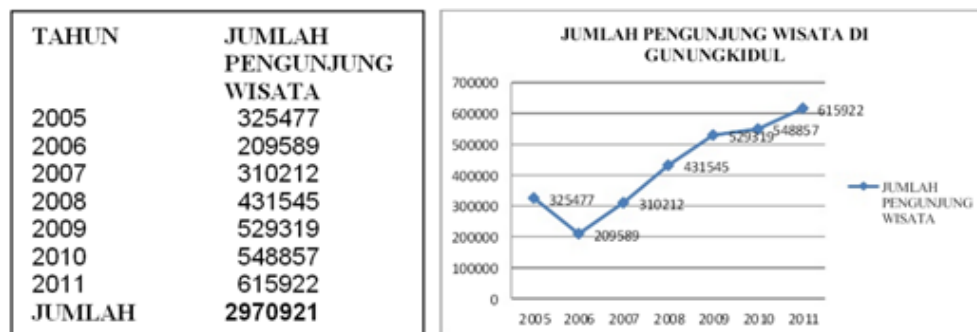 TAHUN JUMLAH
PENGUNJUNG
WISATA
2005 325477
2006 209589
2007 310212
2008 431545
2009 529319
2010 548857
2011 615922
JUMLAH 2970921
JUMLAH PENGUNJUNG WISATA DI
GUNUNGKIDUL
700000
600000
500000
400000
300000
200000
100000
0
325477
209589
310212
431545
529319
548857
615922
2005 2006 2007 2008 2009 2010 2011
JUMLAH
PENGUNJUNG
WISATA